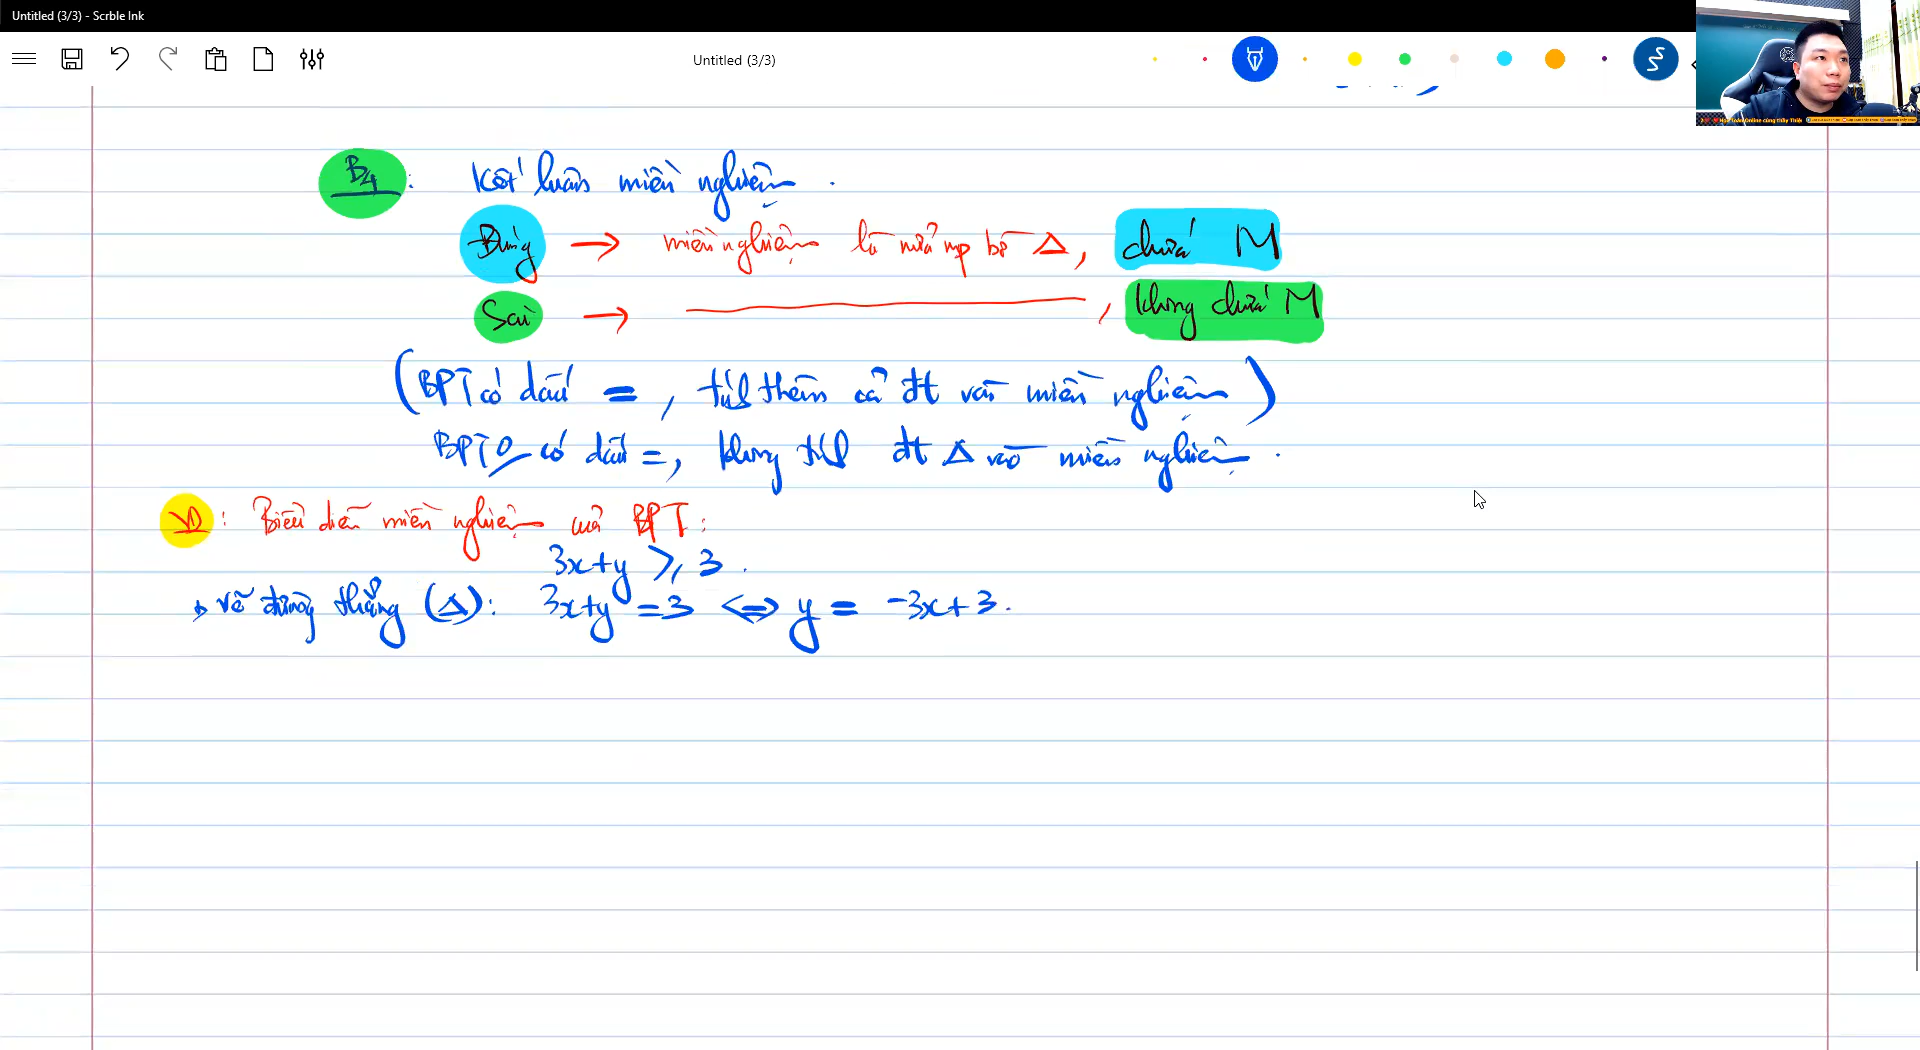 Untitled (3/3) - Scrble Ink
Untitled (3/3)
B4: Kết luận miền nghiệm.
Đúng → miền nghiệm là nửa mp bờ Δ, chứa M
Sai → , không chứa M
(BPT có dấu =, tính thêm cả đt vào miền nghiệm)
BPT 0 có dấu =, không tính đt Δ vào miền nghiệm.
VD: Biểu diễn miền nghiệm của BPT:
3x+y ≥ 3.
vẽ đường thẳng (Δ): 3x+y = 3 ⇔ y = -3x+3.